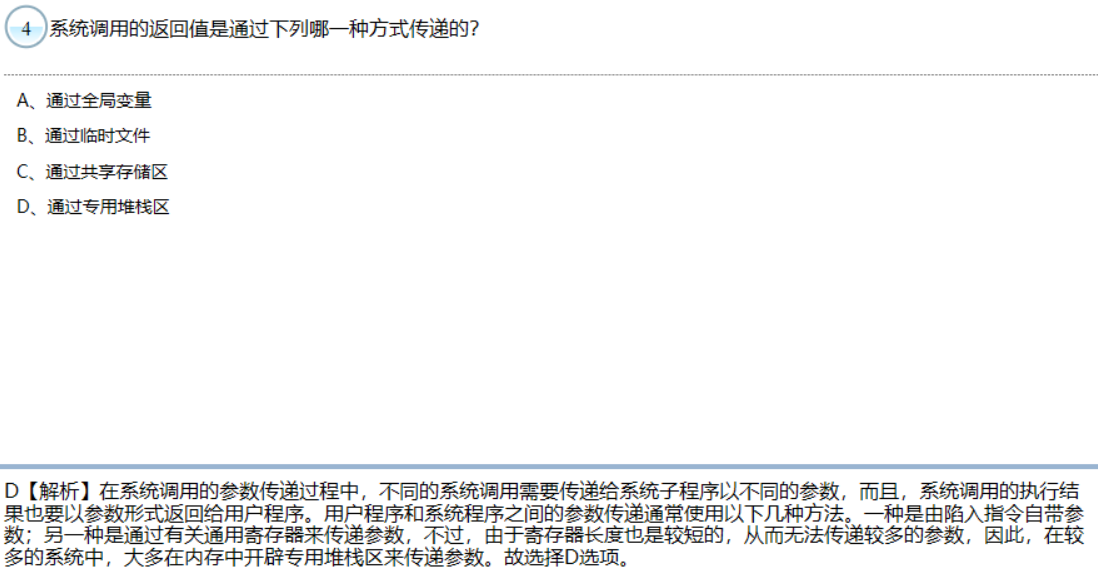 4 系统调用的返回值是通过下列哪一种方式传递的?
A、通过全局变量
B、通过临时文件
C、通过共享存储区
D、通过专用堆栈区
D【解析】在系统调用的参数传递过程中，不同的系统调用需要传递给系统子程序以不同的参数，而且，系统调用的执行结
果也要以参数形式返回给用户程序。用户程序和系统程序之间的参数传递通常使用以下几种方法。一种是由陷入指令自带参
数；另一种是通过有关通用寄存器来传递参数，不过，由于寄存器长度也是较短的，从而无法传递较多的参数，因此，在较
多的系统中，大多在内存中开辟专用堆栈区来传递参数。故选择D选项。